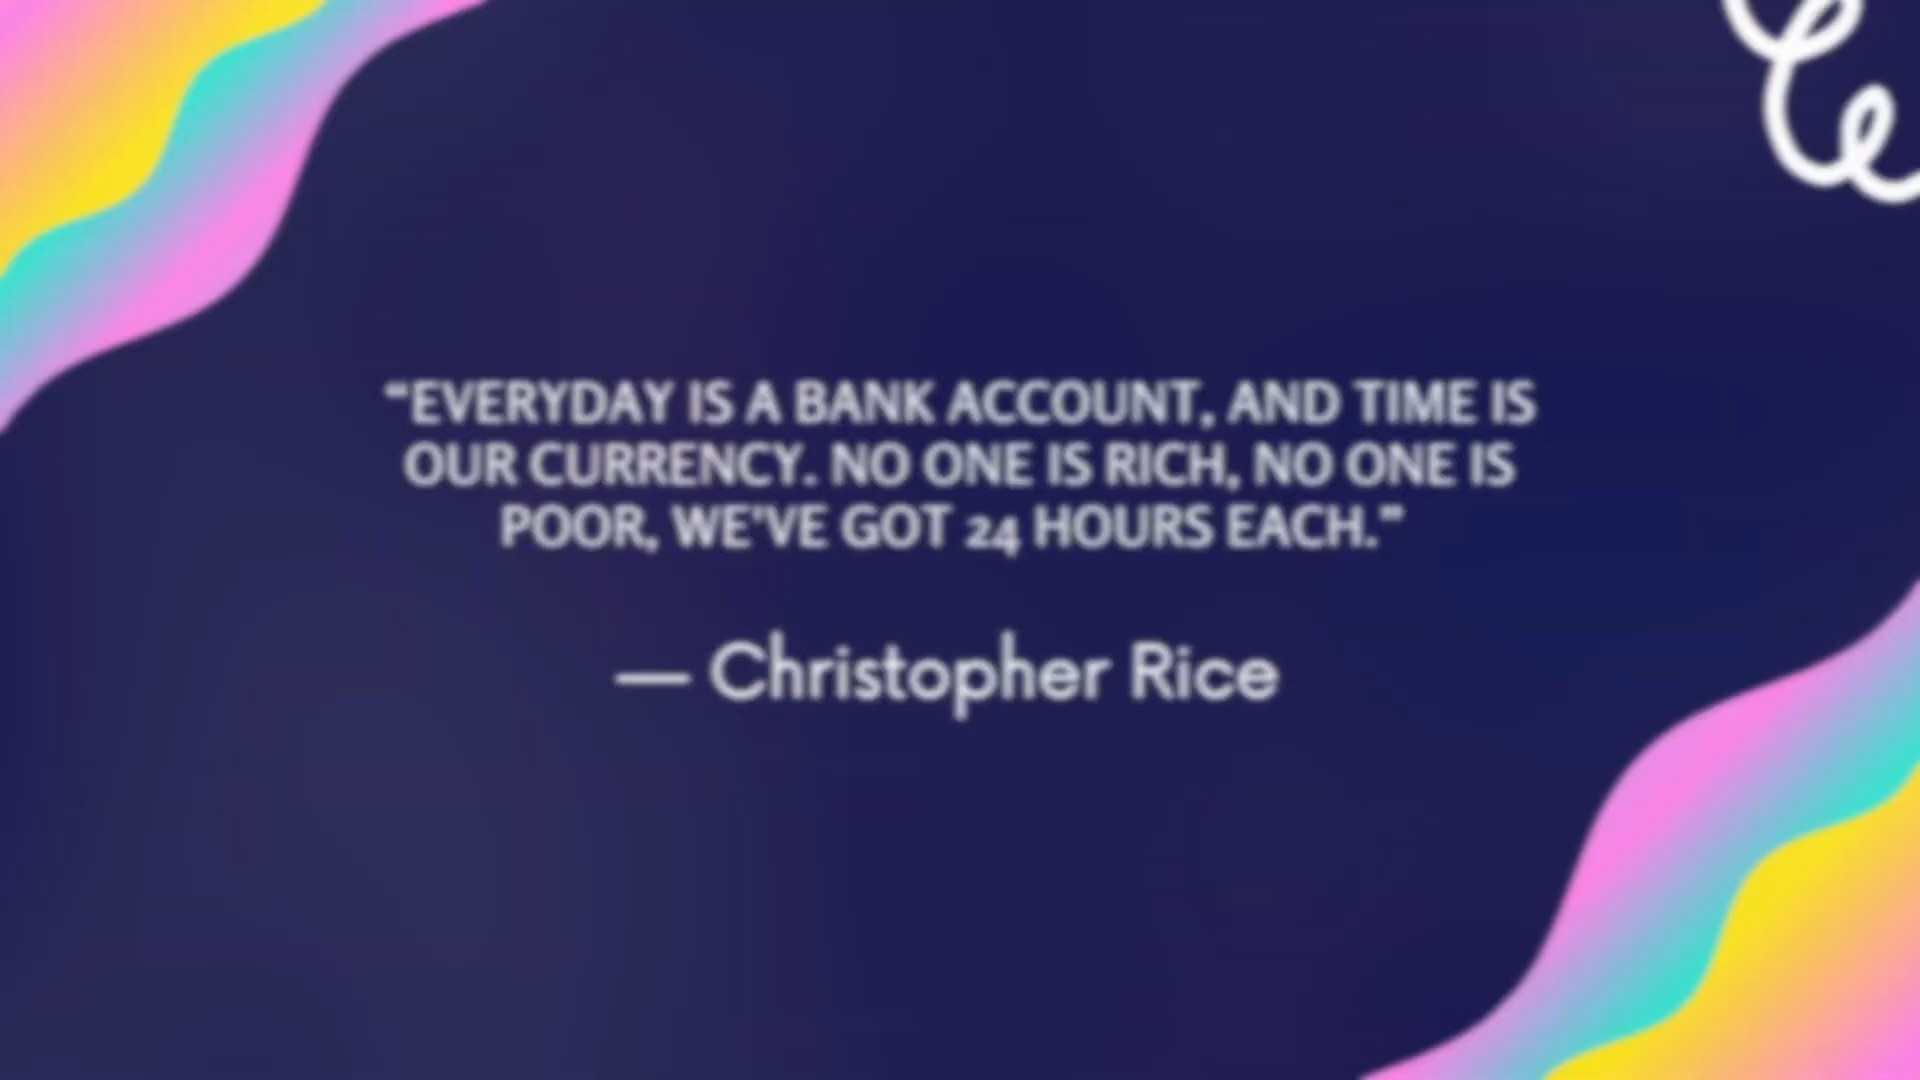 “EVERYDAY IS A BANK ACCOUNT, AND TIME IS
OUR CURRENCY. NO ONE IS RICH, NO ONE IS
POOR, WE'VE GOT 24 HOURS EACH.”
— Christopher Rice